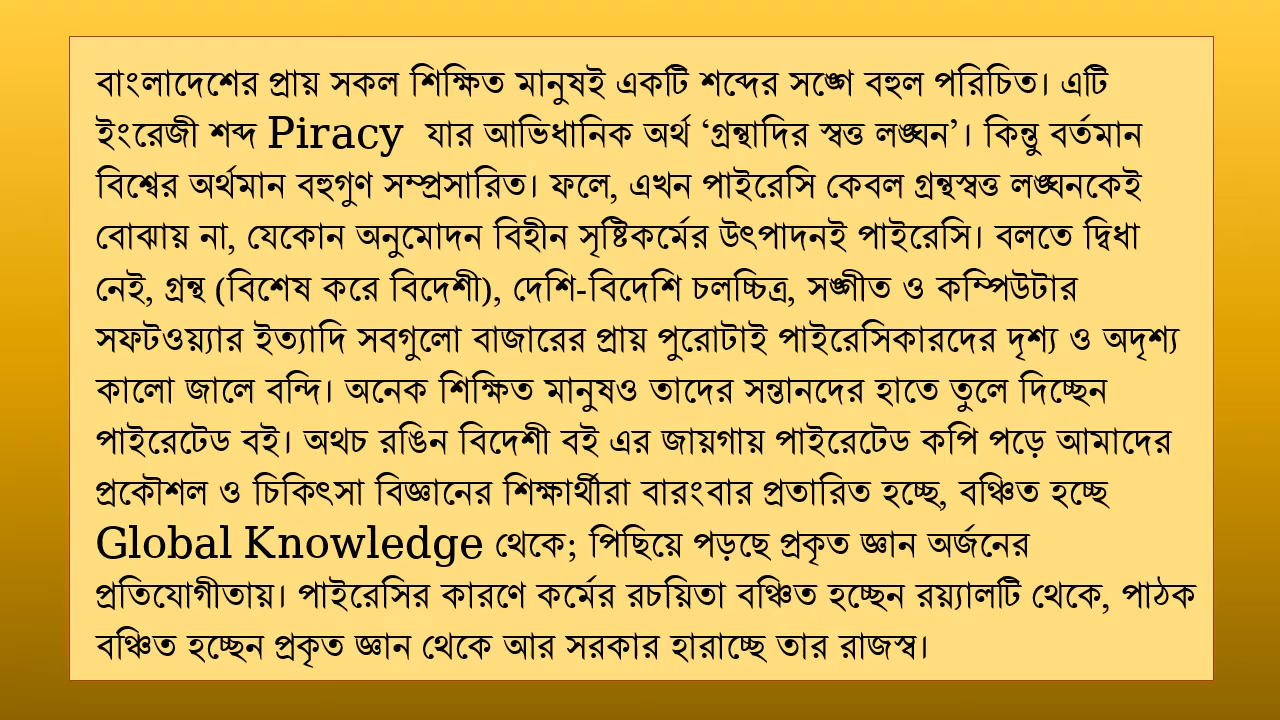 বাংলাদেশের প্রায় সকল শিক্ষিত মানুষই একটি শব্দের সঙ্গে বহুল পরিচিত। এটি
ইংরেজী শব্দ Piracy যার আভিধানিক অর্থ ‘গ্রন্থাদির স্বত্ত লঙ্ঘন’। কিন্তু বর্তমান
বিশ্বের অর্থমান বহুগুণ সম্প্রসারিত। ফলে, এখন পাইরেসি কেবল গ্রন্থস্বত্ত লঙ্ঘনকেই
বোঝায় না, যেকোন অনুমোদন বিহীন সৃষ্টিকর্মের উৎপাদনই পাইরেসি। বলতে দ্বিধা
নেই, গ্রন্থ (বিশেষ করে বিদেশী), দেশি-বিদেশি চলচ্চিত্র, সঙ্গীত ও কম্পিউটার
সফটওয়্যার ইত্যাদি সবগুলো বাজারের প্রায় পুরোটাই পাইরেসিকারদের দৃশ্য ও অদৃশ্য
কালো জালে বন্দি। অনেক শিক্ষিত মানুষও তাদের সন্তানদের হাতে তুলে দিচ্ছেন
পাইরেটেড বই। অথচ রঙিন বিদেশী বই এর জায়গায় পাইরেটেড কপি পড়ে আমাদের
প্রকৌশল ও চিকিৎসা বিজ্ঞানের শিক্ষার্থীরা বারংবার প্রতারিত হচ্ছে, বঞ্চিত হচ্ছে
Global Knowledge থেকে; পিছিয়ে পড়ছে প্রকৃত জ্ঞান অর্জনের
প্রতিযোগীতায়। পাইরেসির কারণে কর্মের রচয়িতা বঞ্চিত হচ্ছেন রয়্যালটি থেকে, পাঠক
বঞ্চিত হচ্ছেন প্রকৃত জ্ঞান থেকে আর সরকার হারাচ্ছে তার রাজস্ব।